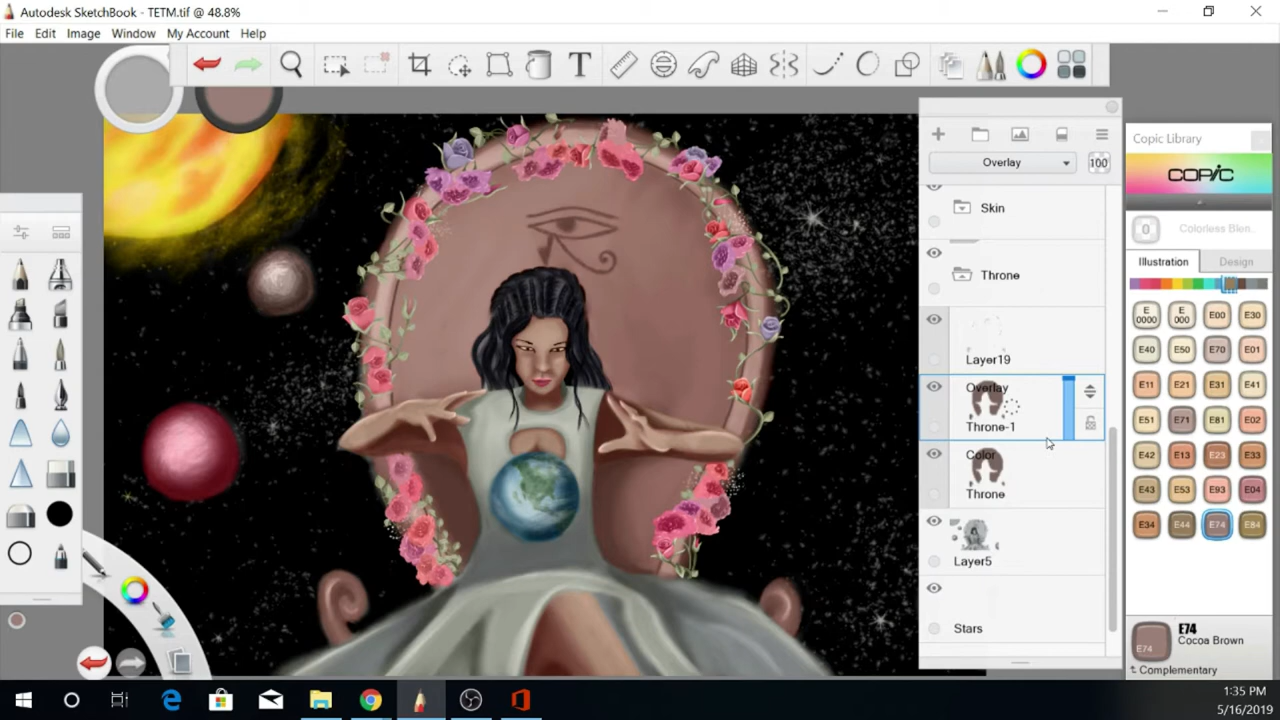 Autodesk SketchBook - TETM.tif @ 48.8%
File Edit Image Window My Account Help
T
Overlay 100
Skin
Throne
Layer19
Overlay
Throne-1
Color
Throne
Layer5
Stars
Copic Library
COPIC
0 Colorless Blen..
Illustration Design
E 0000 E 000 E00 E30
E40 E50 E70 E01
E11 E21 E31 E41
E51 E71 E81 E02
E42 E13 E23 E33
E43 E53 E93 E04
E34 E44 E74 E84
E74
E74
Cocoa Brown
Complementary
1:35 PM
5/16/2019